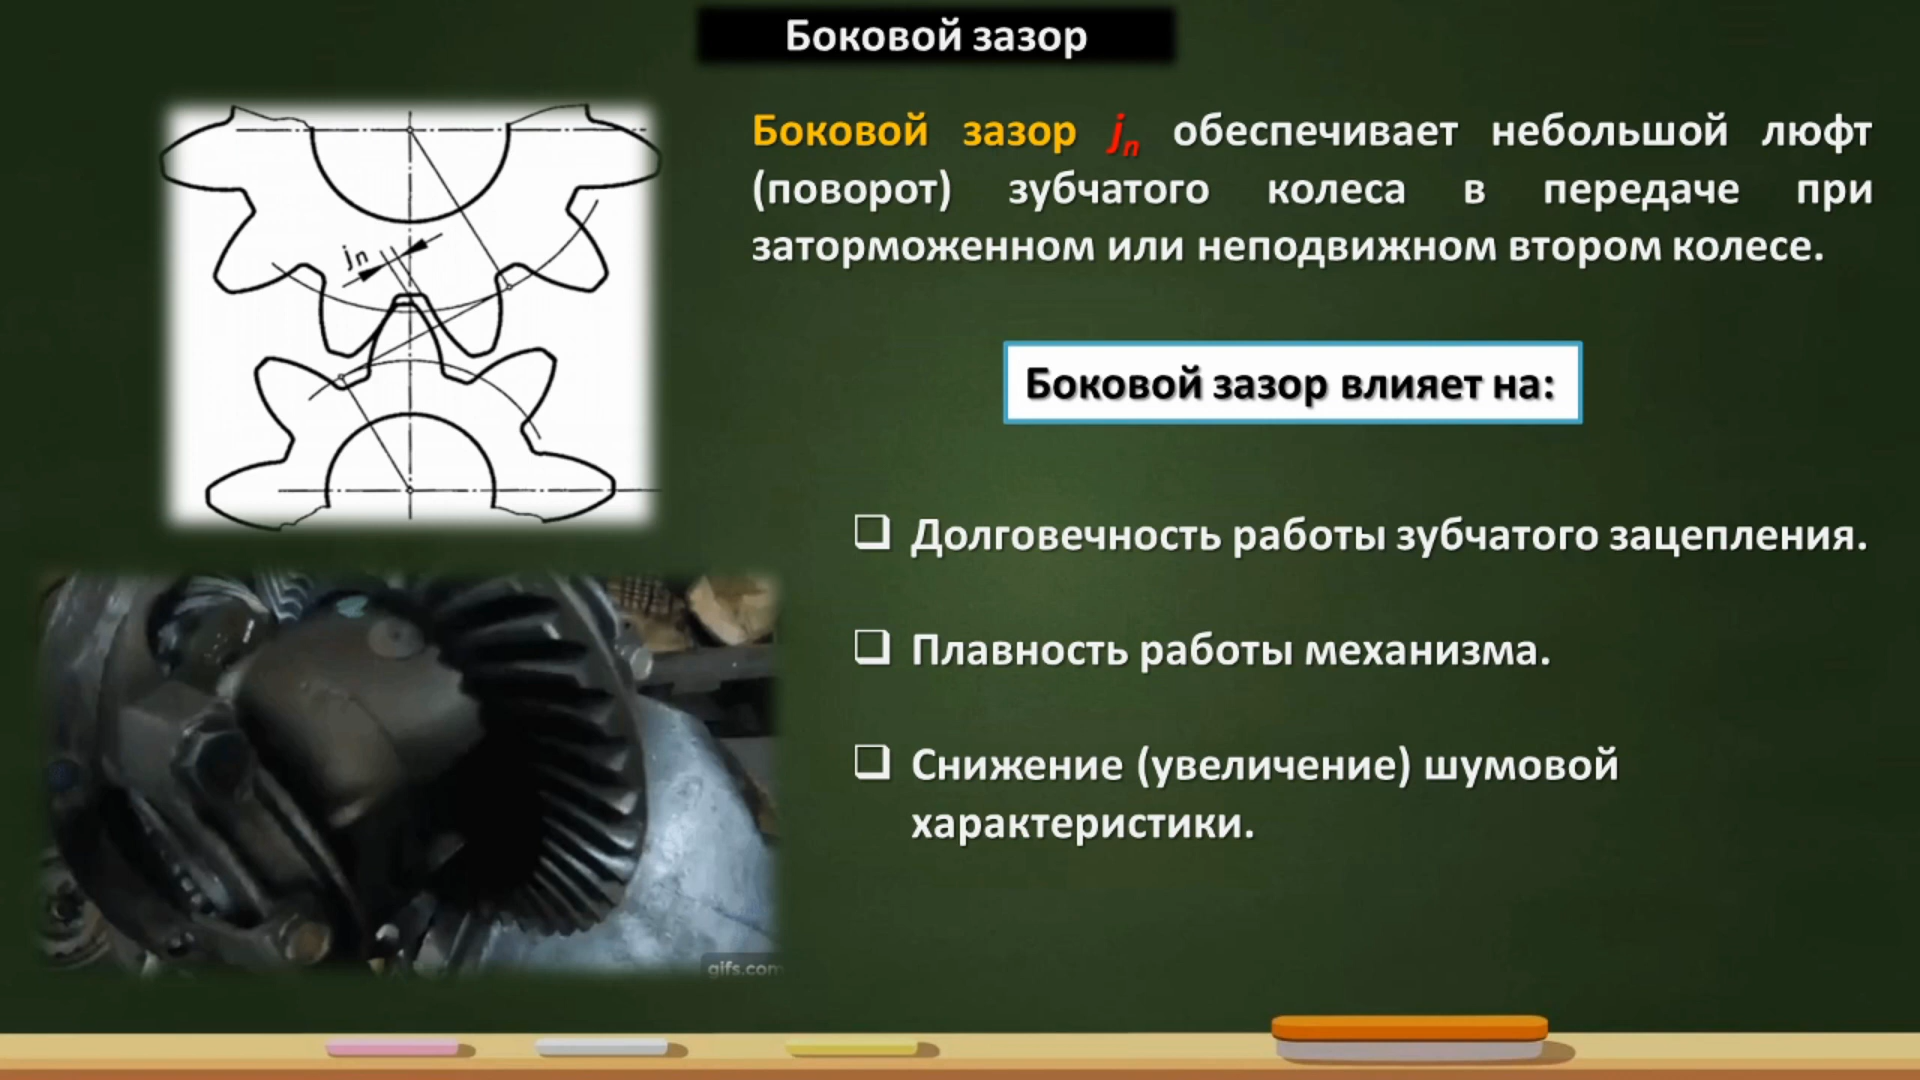 Боковой зазор
Боковой зазор jn обеспечивает небольшой люфт
(поворот) зубчатого колеса в передаче при
заторможенном или неподвижном втором колесе.
jn
Боковой зазор влияет на:
Долговечность работы зубчатого зацепления.
Плавность работы механизма.
Снижение (увеличение) шумовой
характеристики.
gifs.com